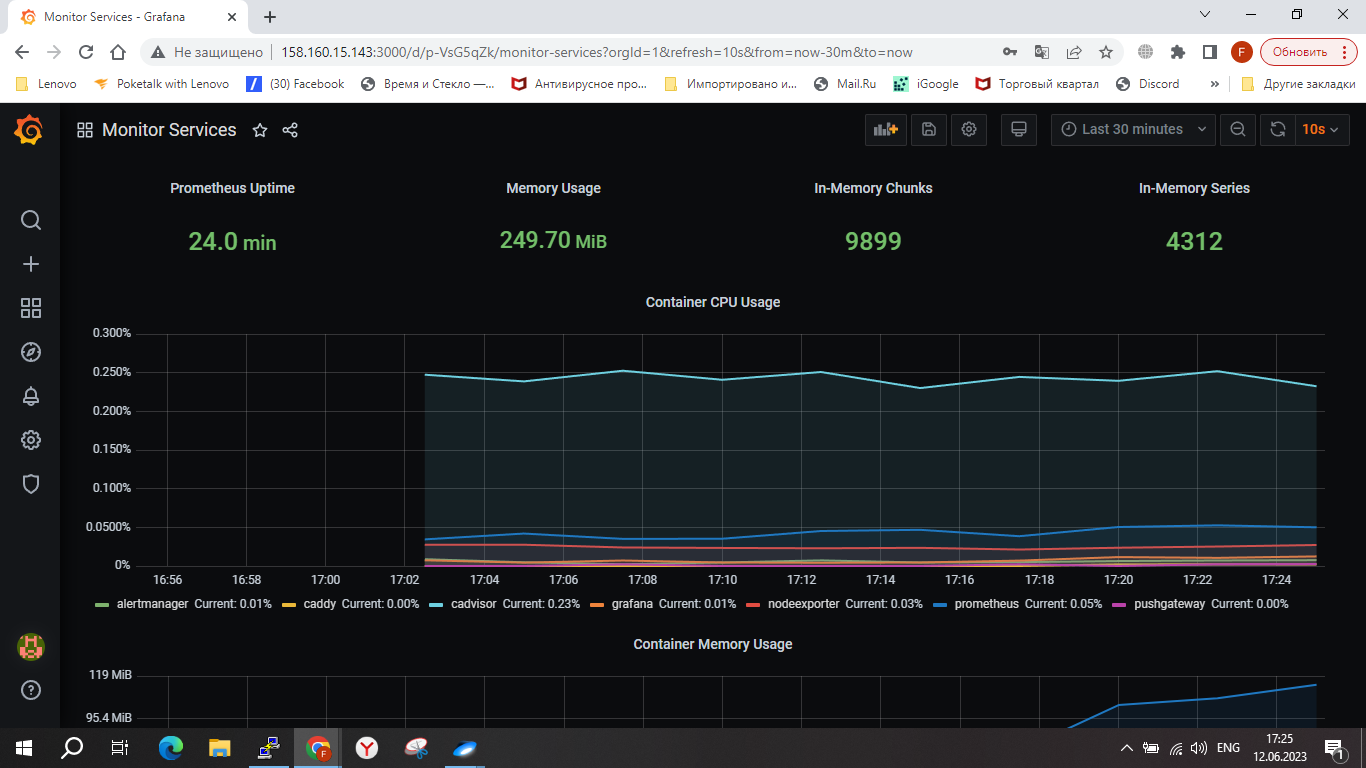 Monitor Services - Grafana
Не защищено 158.160.15.143:3000/d/p-VsG5qZk/monitor-services?orgId=1&refresh=10s&from=now-30m&to=now F Обновить
Lenovo Poketalk with Lenovo (30) Facebook Время и Стекло —... Антивирусное про... Импортировано и... Mail.Ru iGoogle Торговый квартал Discord » Другие закладки
Monitor Services Last 30 minutes 10s
Prometheus Uptime Memory Usage In-Memory Chunks In-Memory Series
24.0 min 249.70 MiB 9899 4312
Container CPU Usage
0.300%
0.250%
0.200%
0.150%
0.100%
0.0500%
0%
16:56 16:58 17:00 17:02 17:04 17:06 17:08 17:10 17:12 17:14 17:16 17:18 17:20 17:22 17:24
alertmanager Current: 0.01% caddy Current: 0.00% cadvisor Current: 0.23% grafana Current: 0.01% nodeexporter Current: 0.03% prometheus Current: 0.05% pushgateway Current: 0.00%
Container Memory Usage
119 MiB
95.4 MiB
F Y ENG 17:25 1
12.06.2023